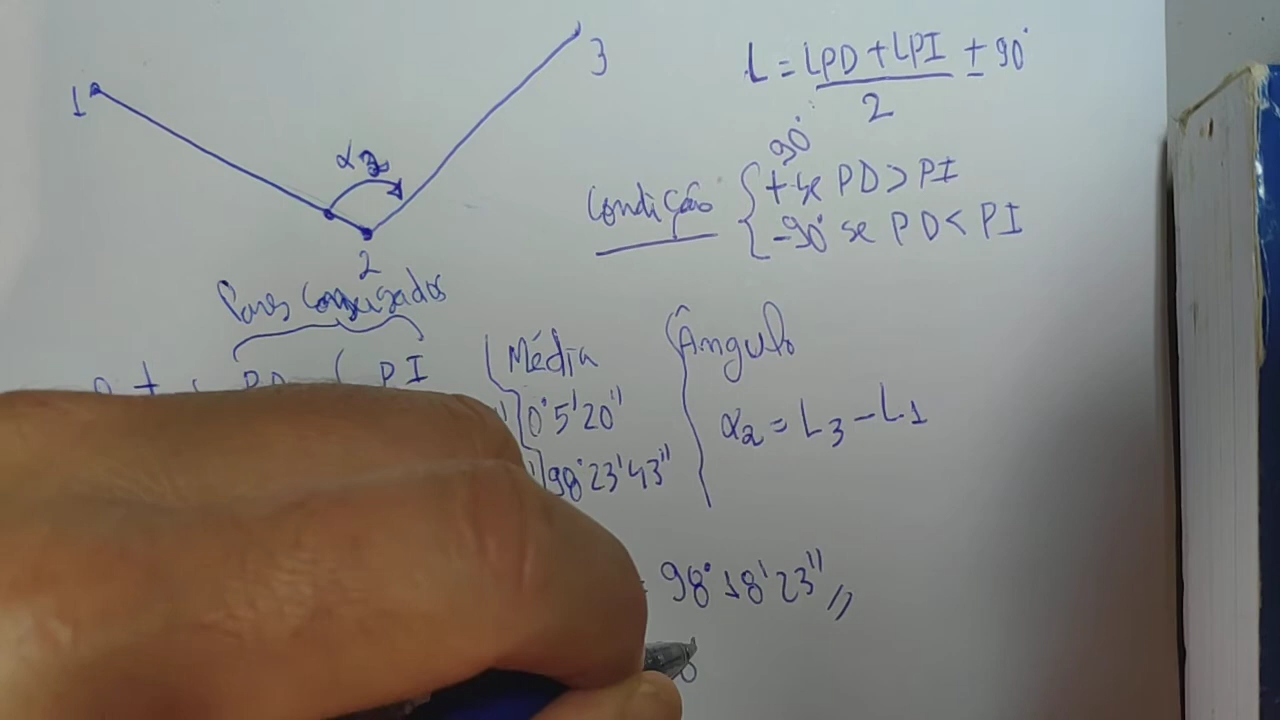 1
3
α2
2
L = LPD + LPI ± 90°
2
90°
Condição { + se PD > PI
-90° se PD < PI
Pares Conjugados
PD
PI
Média
Ângulo
0°5'20"
α2 = L3 - L1
98°23'43"
98°18'23"//